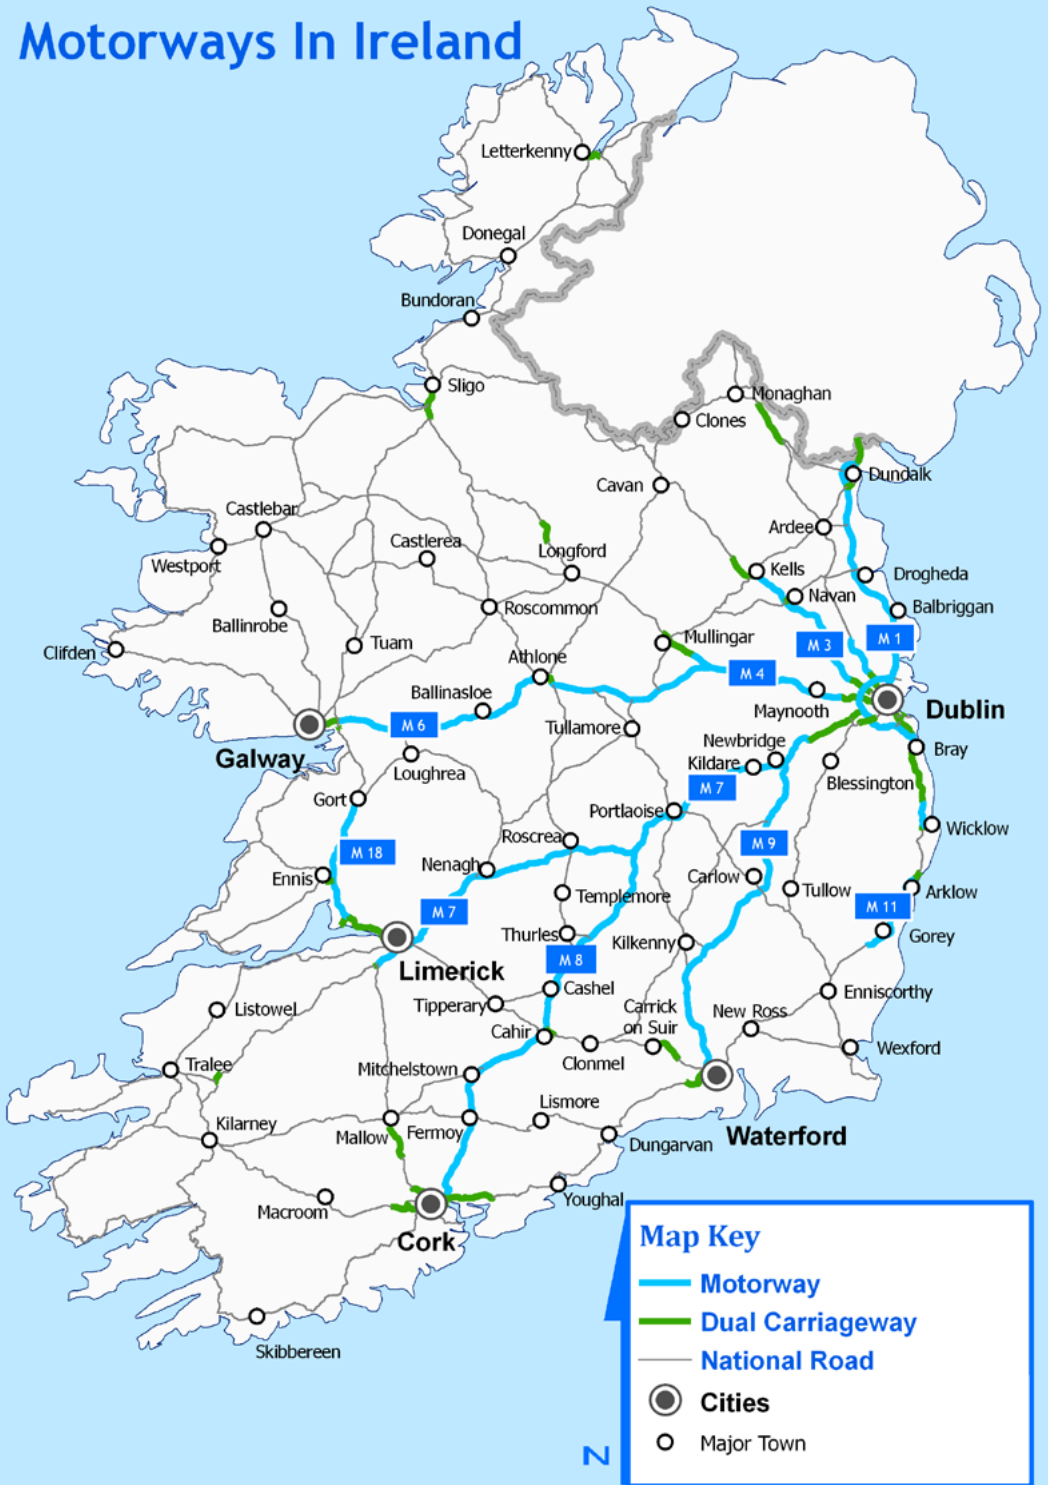 Motorways In Ireland
Letterkenny
Donegal
Bundoran
Sligo
Monaghan
Clones
Dundalk
Cavan
Castlebar
Ardee
Castlerea
Longford
Westport
Kells
Drogheda
Navan
Balbriggan
Roscommon
Ballinrobe
Tuam
Mullingar
M 3
M 1
Clifden
Athlone
M 4
Ballinasloe
Maynooth
Dublin
M 6
Tullamore
Newbridge
Bray
Galway
Kildare
Loughrea
Blessington
M 7
Gort
Portlaoise
Wicklow
Roscrea
M 9
M 18
Nenagh
Ennis
Carlow
Tullow
Arklow
Templemore
M 7
M 11
Thurles
Kilkenny
Gorey
M 8
Limerick
Cashel
Enniscorthy
Listowel
Tipperary
Carrick
on Suir
New Ross
Cahir
Wexford
Clonmel
Tralee
Mitchelstown
Lismore
Kilarney
Mallow
Fermoy
Waterford
Dungarvan
Macroom
Youghal
Cork
Skibbereen
Map Key
Motorway
Dual Carriageway
National Road
Cities
Major Town
N